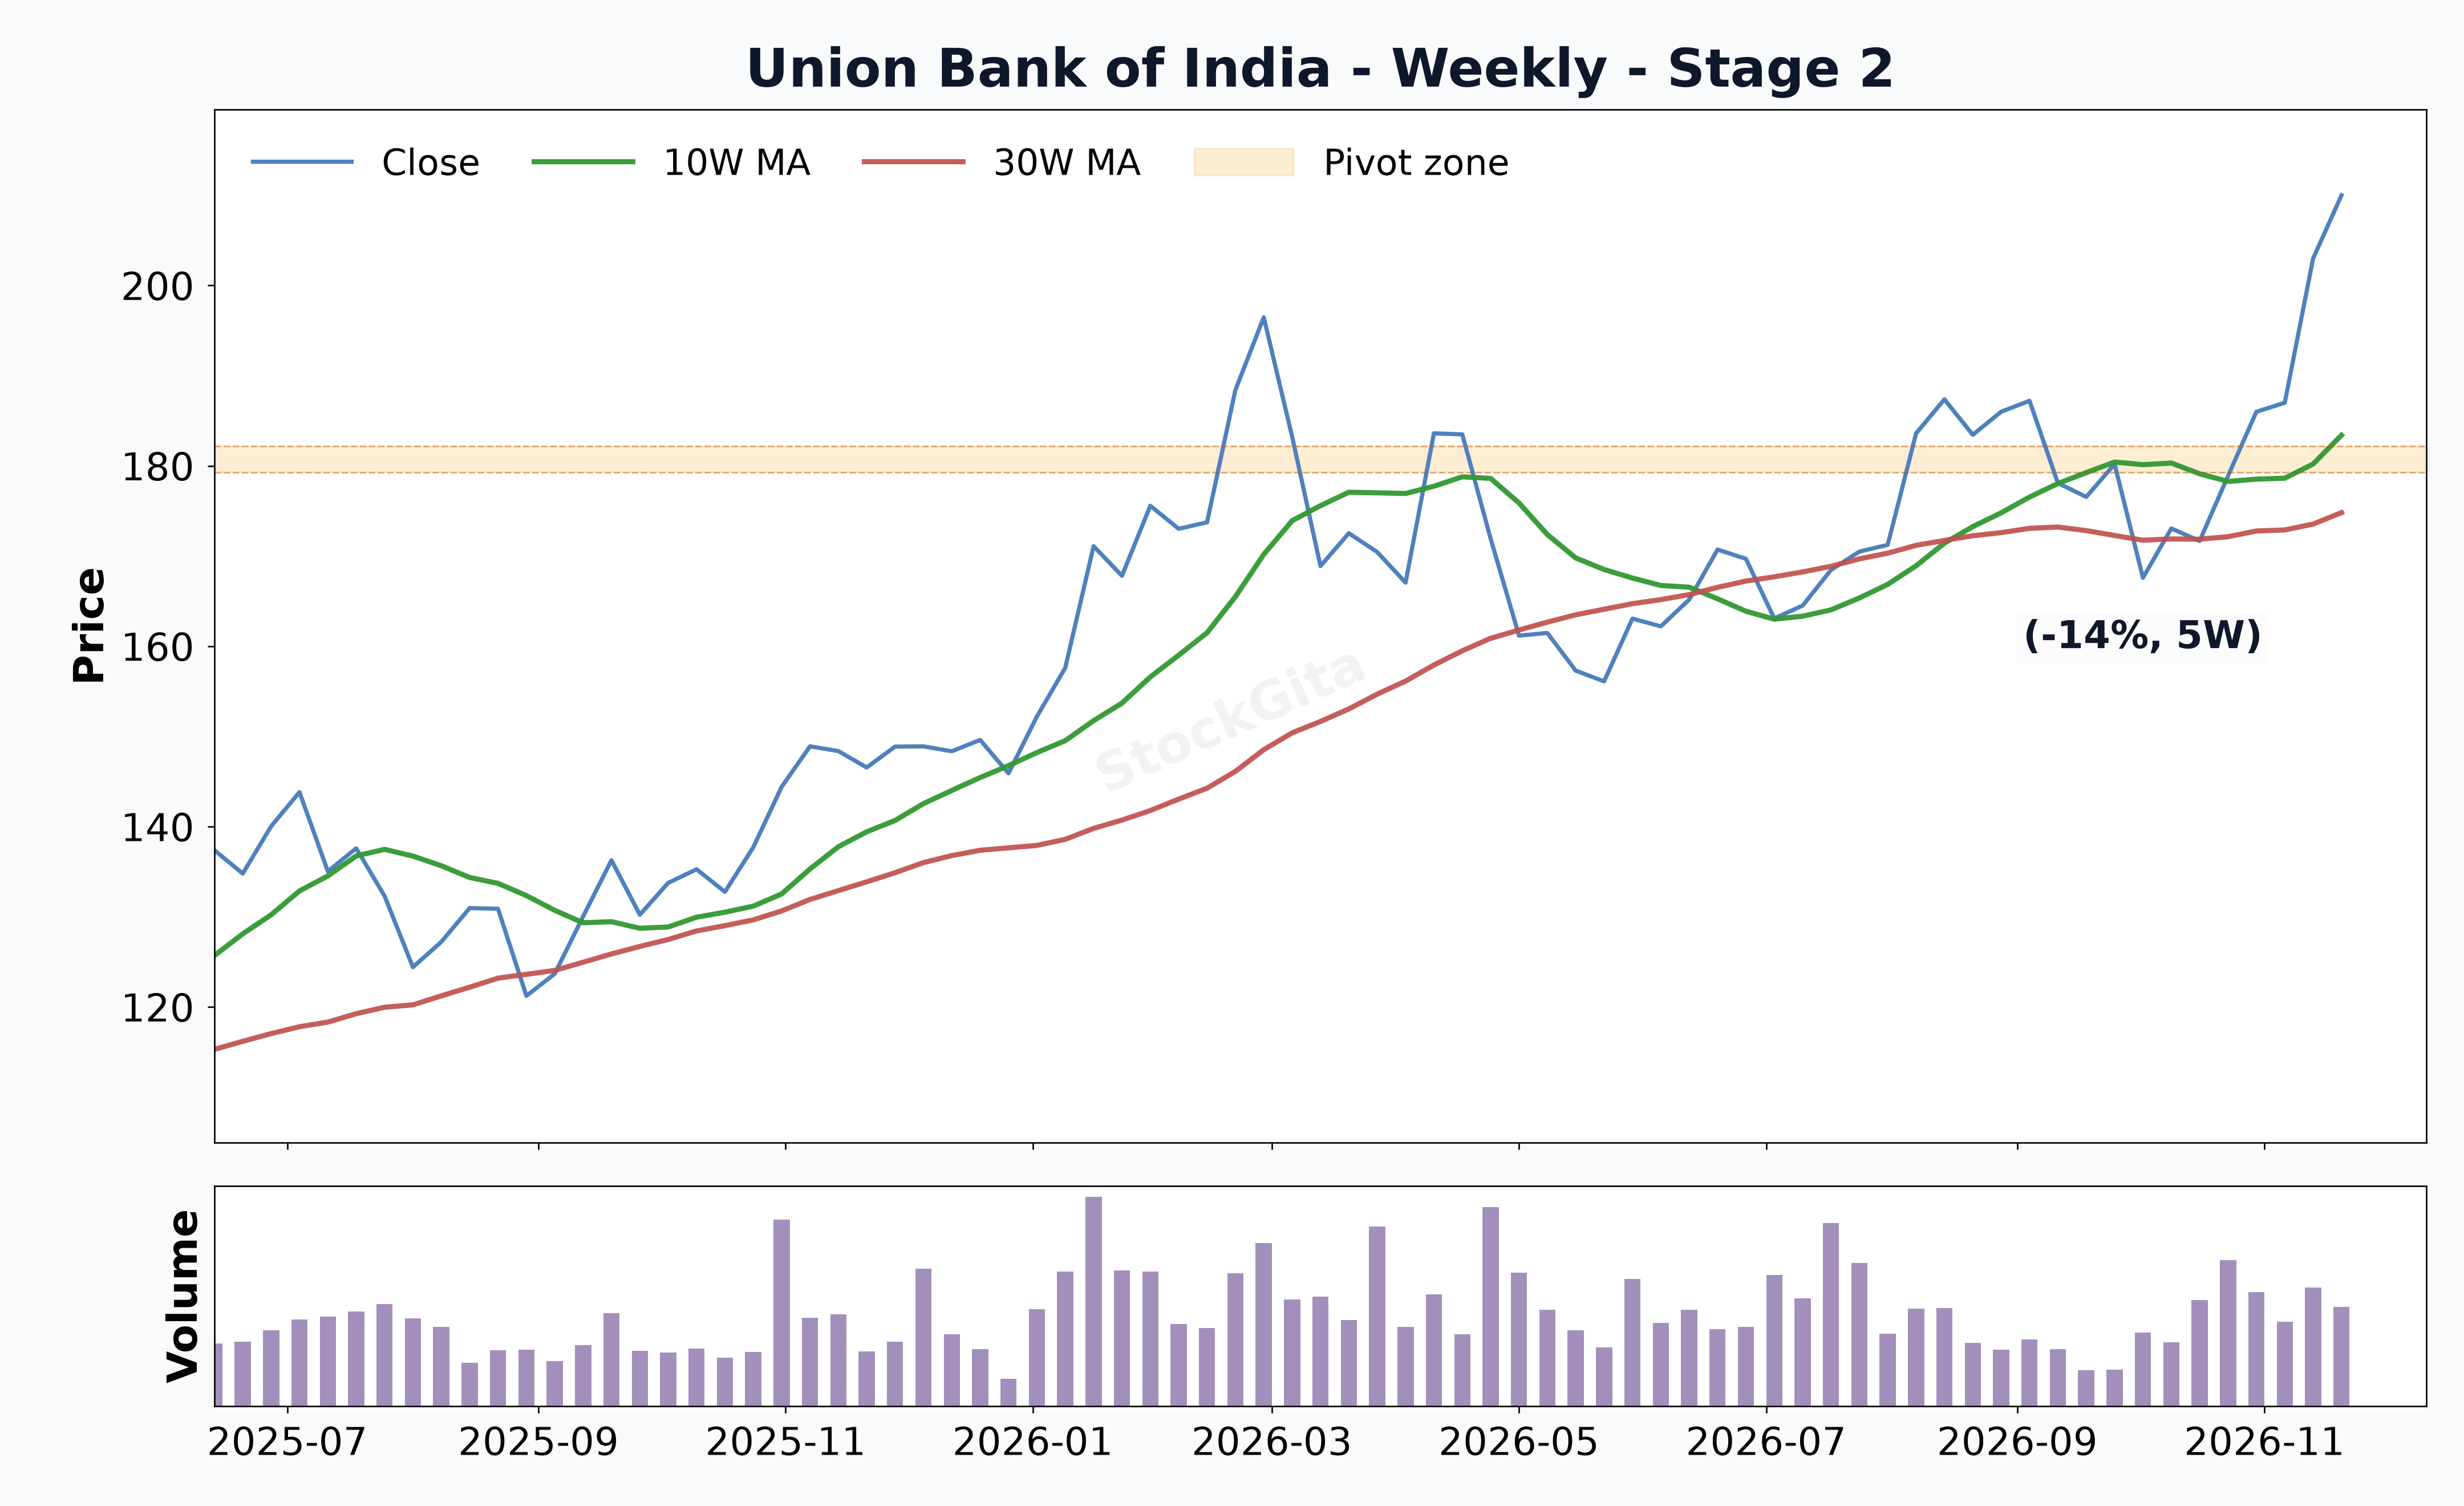 Union Bank of India - Weekly - Stage 2
Close 10W MA 30W MA Pivot zone
200
180
160
140
120
Price
(-14%, 5W)
StockGita
Volume
2025-07 2025-09 2025-11 2026-01 2026-03 2026-05 2026-07 2026-09 2026-11